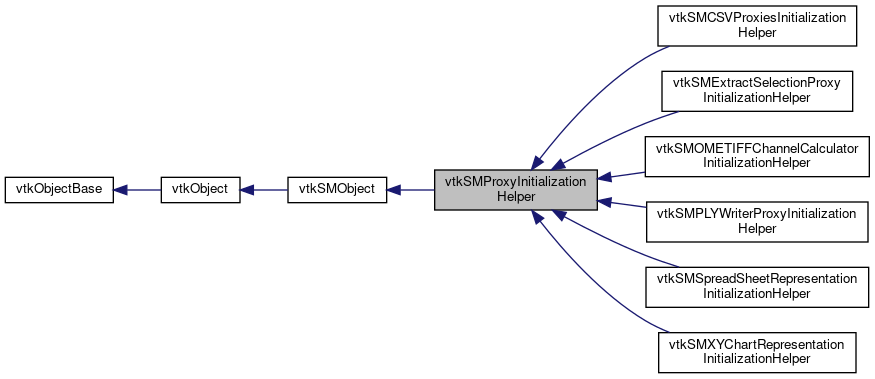 vtkObjectBase
vtkObject
vtkSMObject
vtkSMProxyInitialization
Helper
vtkSMCSVProxiesInitialization
Helper
vtkSMExtractSelectionProxy
InitializationHelper
vtkSMOMETIFFChannelCalculator
InitializationHelper
vtkSMPLYWriterProxyInitialization
Helper
vtkSMSpreadSheetRepresentation
InitializationHelper
vtkSMXYChartRepresentation
InitializationHelper